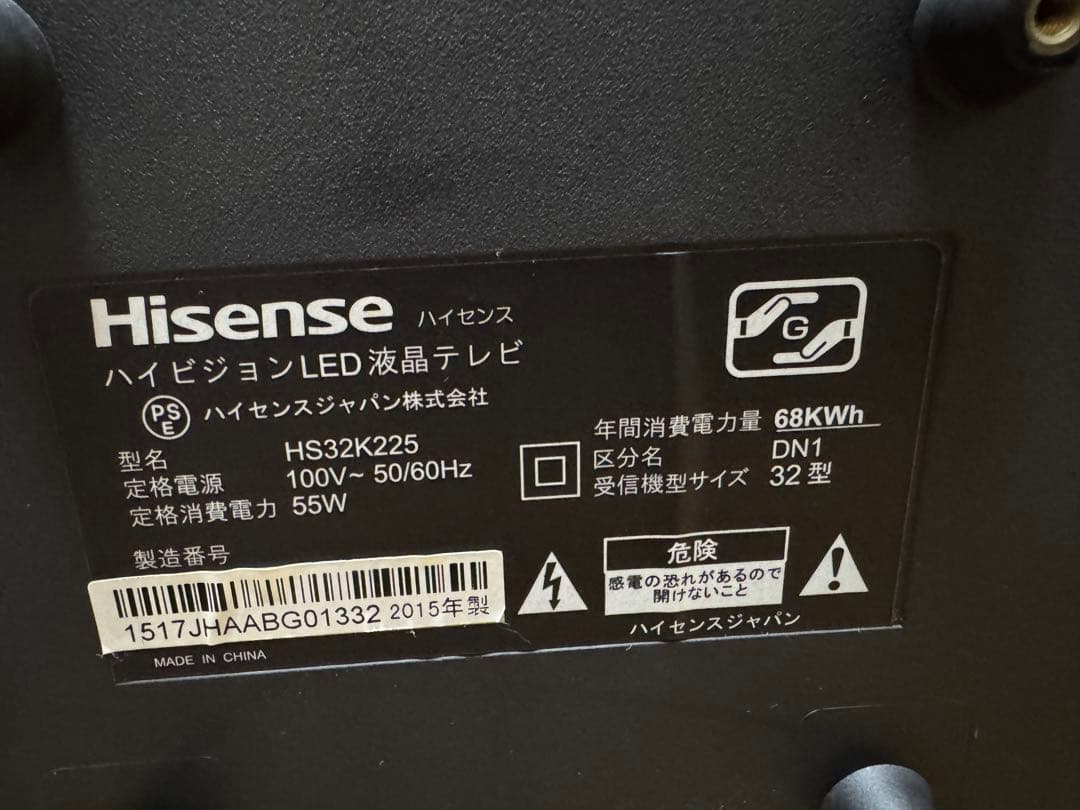 Hisense ハイセンス
ハイビジョンLED液晶テレビ
PSE ハイセンスジャパン株式会社
型名 HS32K225
定格電源 100V~ 50/60Hz
定格消費電力 55W
製造番号
1517JHAABG01332 2015年製
MADE IN CHINA
G
年間消費電力量 68KWh
区分名 DN1
受信機型サイズ 32型
危険
感電の恐れがあるので
開けないこと
ハイセンスジャパン